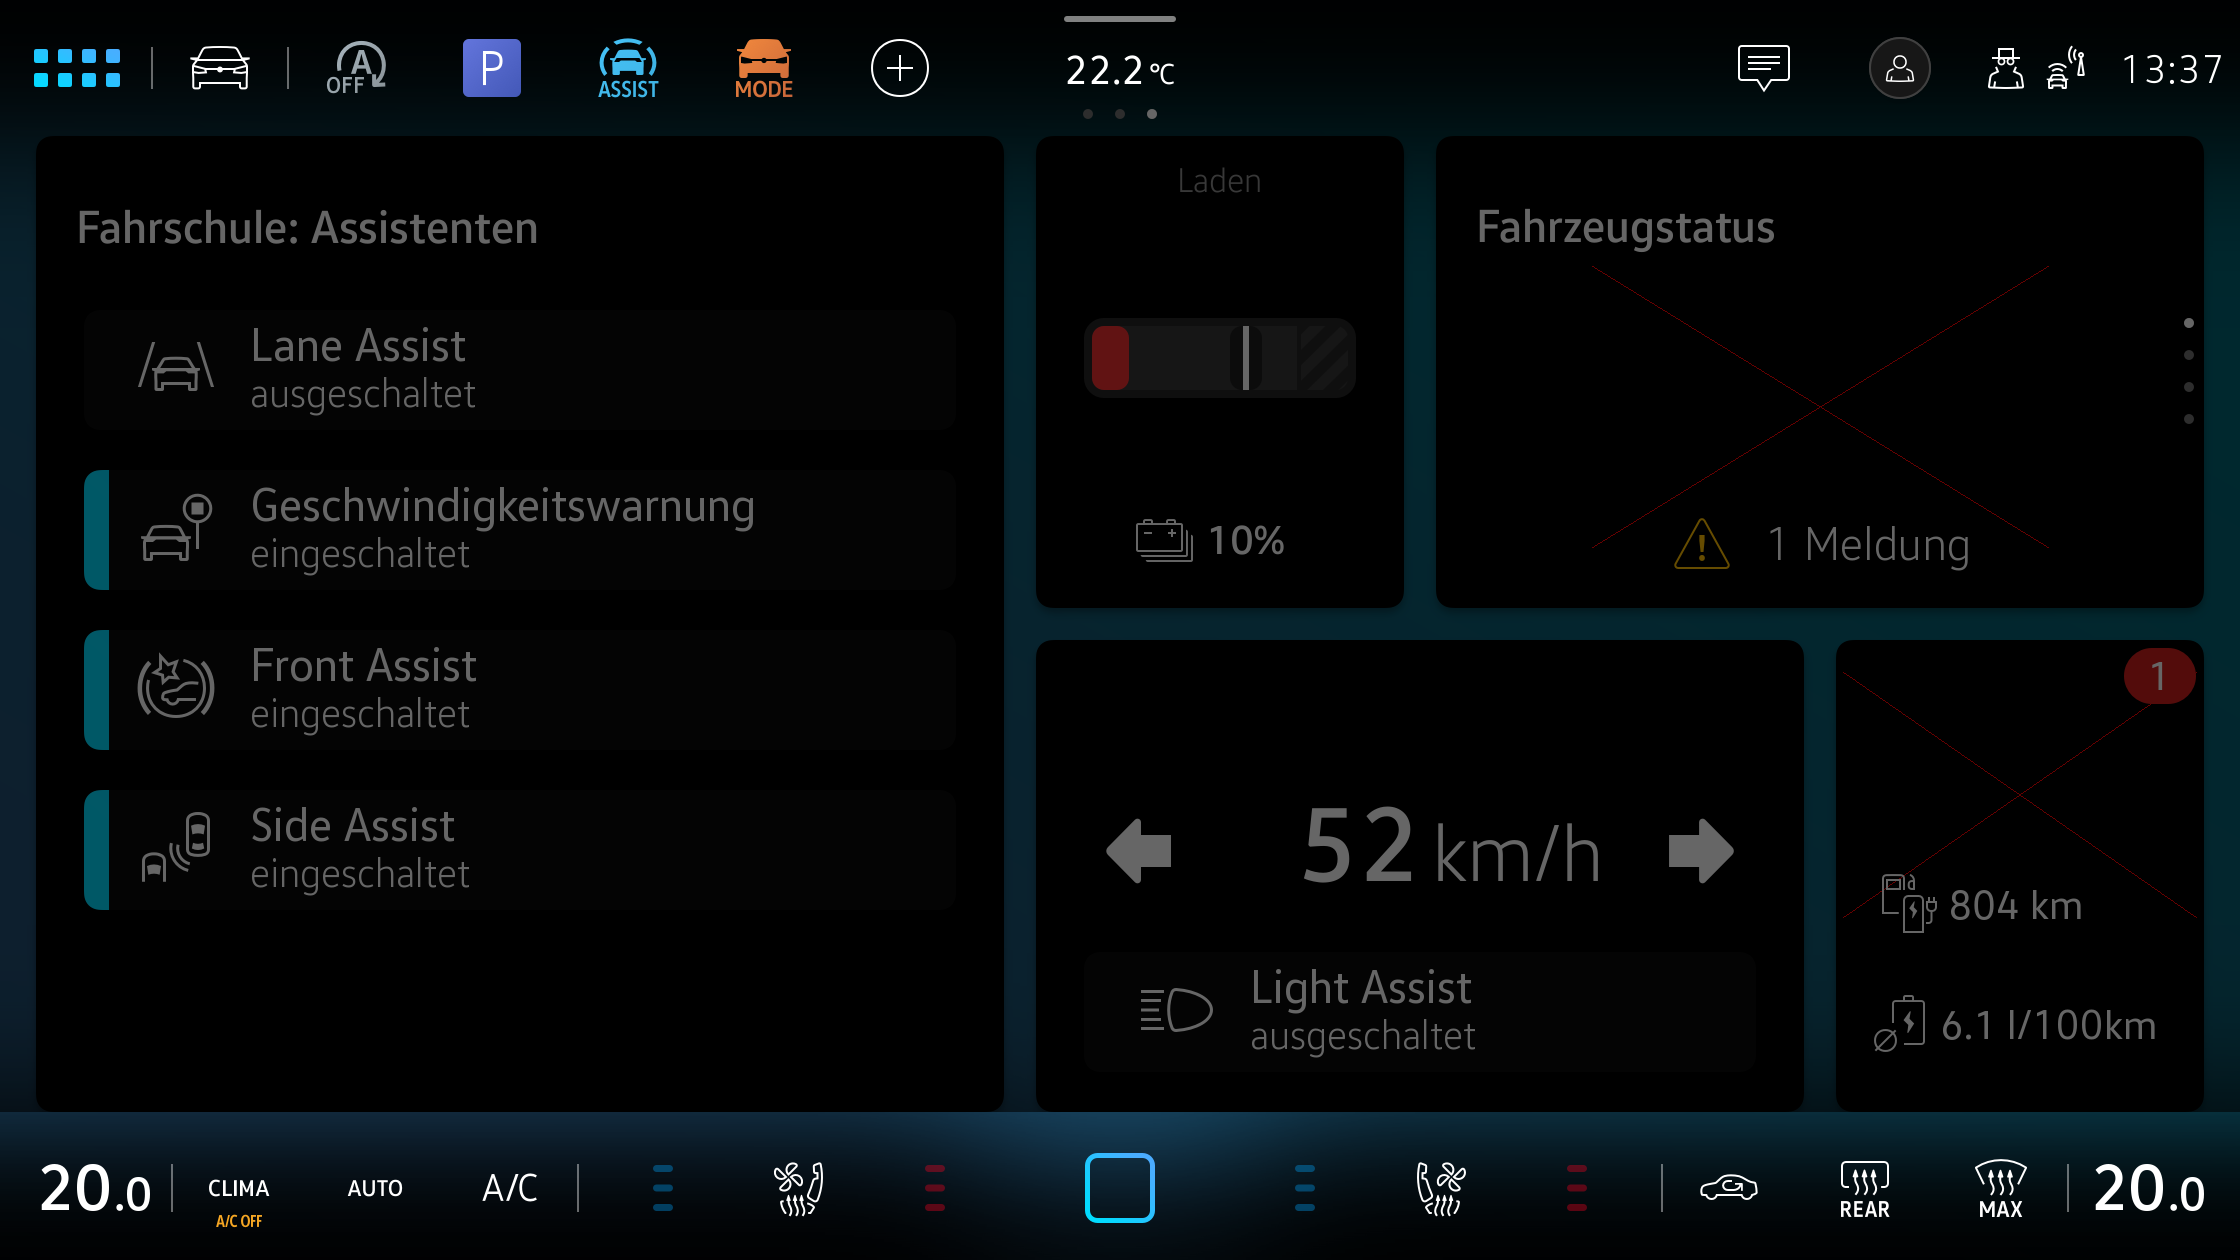 A
OFF
P
ASSIST
MODE
22.2 °C
13:37
Fahrschule: Assistenten
Lane Assist
ausgeschaltet
Geschwindigkeitswarnung
eingeschaltet
Front Assist
eingeschaltet
Side Assist
eingeschaltet
Laden
10%
Fahrzeugstatus
1 Meldung
52 km/h
Light Assist
ausgeschaltet
1
804 km
6.1 l/100km
20.0
CLIMA
A/C OFF
AUTO
A/C
REAR
MAX
20.0